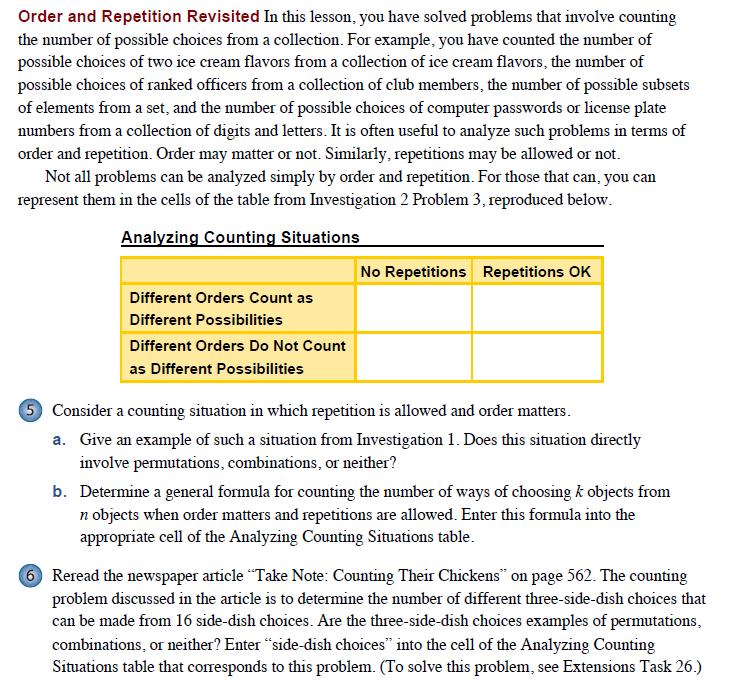 Order and Repetition Revisited In this lesson, you have solved problems that involve counting
the number of possible choices from a collection. For example, you have counted the number of
possible choices of two ice cream flavors from a collection of ice cream flavors, the number of
possible choices of ranked officers from a collection of club members, the number of possible subsets
of elements from a set, and the number of possible choices of computer passwords or license plate
numbers from a collection of digits and letters. It is often useful to analyze such problems in terms of
order and repetition. Order may matter or not. Similarly, repetitions may be allowed or not.
Not all problems can be analyzed simply by order and repetition. For those that can, you can
represent them in the cells of the table from Investigation 2 Problem 3, reproduced below.
Analyzing Counting Situations
No Repetitions Repetitions OK
Different Orders Count as
Different Possibilities
Different Orders Do Not Count
as Different Possibilities
5 Consider a counting situation in which repetition is allowed and order matters.
a. Give an example of such a situation from Investigation 1. Does this situation directly
involve permutations, combinations, or neither?
b. Determine a general formula for counting the number of ways of choosing k objects from
n objects when order matters and repetitions are allowed. Enter this formula into the
appropriate cell of the Analyzing Counting Situations table.
6 Reread the newspaper article “Take Note: Counting Their Chickens” on page 562. The counting
problem discussed in the article is to determine the number of different three-side-dish choices that
can be made from 16 side-dish choices. Are the three-side-dish choices examples of permutations,
combinations, or neither? Enter “side-dish choices” into the cell of the Analyzing Counting
Situations table that corresponds to this problem. (To solve this problem, see Extensions Task 26.)